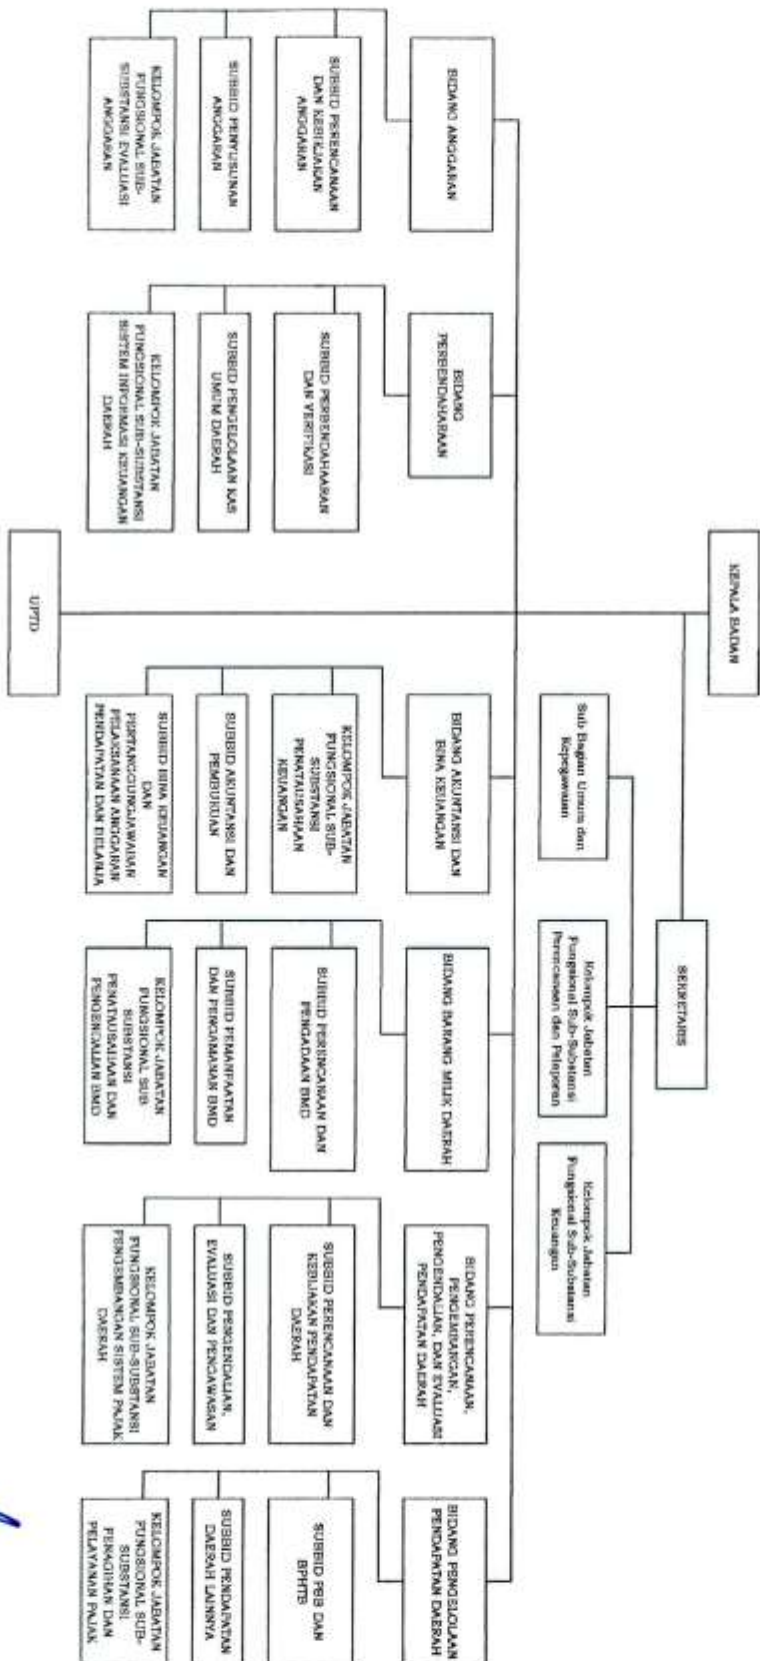 KEPALA BADAN
SEKRETARIS
Sub Bagian Umum dan
Kepegawaian
Kelompok Jabatan
Fungsional Sub-Substansi
Perencanaan dan Pelaporan
Kelompok Jabatan
Fungsional Sub-Substansi
Keuangan
BIDANG ANGGARAN
SUBBID PERENCANAAN
DAN KEBIJAKAN
ANGGARAN
SUBBID PENYUSUNAN
ANGGARAN
KELOMPOK JABATAN
FUNGSIONAL SUB-
SUBSTANSI EVALUASI
ANGGARAN
BIDANG
PERBENDAHARAAN
SUBBID PERBENDAHAARAN
DAN VERIFIKASI
SUBBID PENGELOLAAN KAS
UMUM DAERAH
KELOMPOK JABATAN
FUNGSIONAL SUB-SUBSTANSI
SISTEM INFORMASI KEUANGAN
DAERAH
BIDANG AKUNTANSI DAN
BINA KEUANGAN
KELOMPOK JABATAN
FUNGSIONAL SUB-
SUBSTANSI
PENATAUSAHAAN
KEUANGAN
SUBBID AKUNTANSI DAN
PEMBUKUAN
SUBBID BINA KEUANGAN
DAN
PERTANGGUNGJAWABAN
PELAKSANAAN ANGGARAN
PENDAPATAN DAN BELANJA
BIDANG BARANG MILIK DAERAH
SUBBID PERENCANAAN DAN
PENGADAAN BMD
SUBBID PEMANFAATAN
DAN PENGAMANAN BMD
KELOMPOK JABATAN
FUNGSIONAL SUB
SUBSTANSI
PENATAUSAHAAN DAN
PENGENDALIAN BMD
BIDANG PERENCANAAN,
PENGEMBANGAN,
PENGENDALIAN, DAN EVALUASI
PENDAPATAN DAERAH
SUBBID PERENCANAAN DAN
KEBIJAKAN PENDAPATAN
DAERAH
SUBBID PENGENDALIAN,
EVALUASI DAN PENGAWASAN
KELOMPOK JABATAN
FUNGSIONAL SUB-SUBSTANSI
PENGEMBANGAN SISTEM PAJAK
DAERAH
BIDANG PENGELOLAAN
PENDAPATAN DAERAH
SUBBID PBB DAN
BPHTB
SUBBID PENDAPATAN
DAERAH LAINNYA
KELOMPOK JABATAN
FUNGSIONAL SUB-
SUBSTANSI
PENAGIHAN DAN
PELAYANAN PAJAK
UPTD